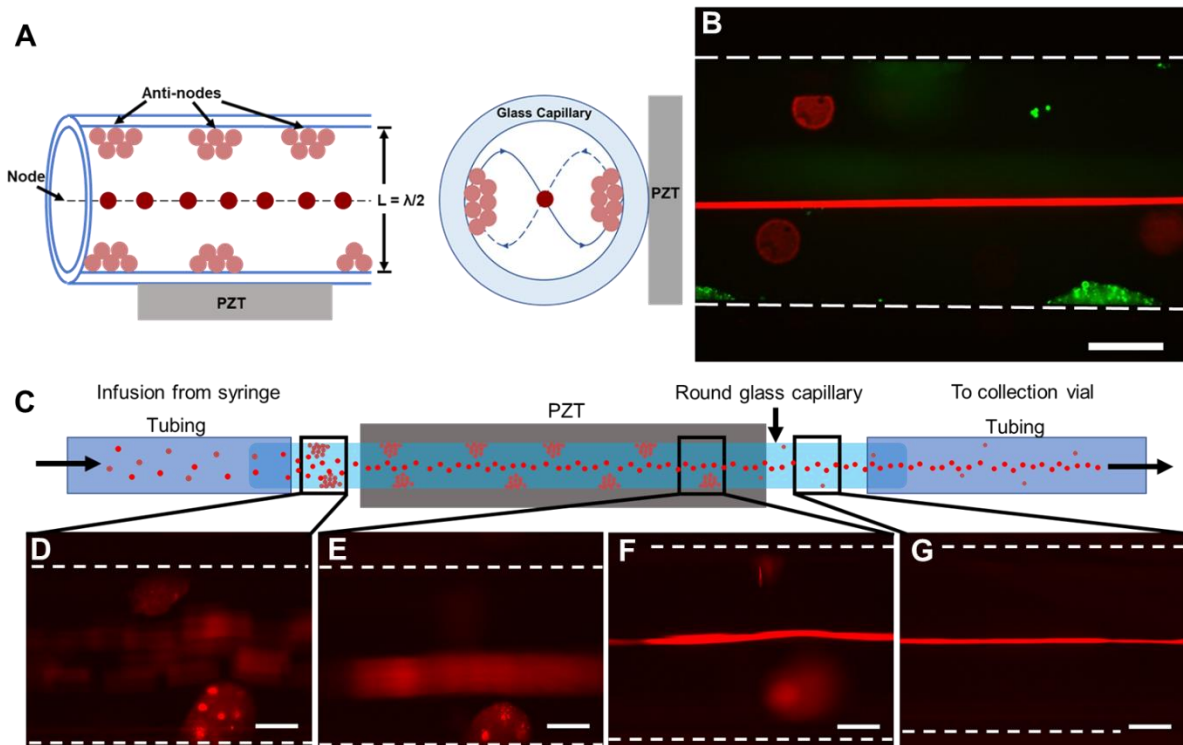 A
Anti-nodes
Node
L = λ/2
PZT
Glass Capillary
PZT
B
C
Infusion from syringe
Tubing
PZT
Round glass capillary
To collection vial
Tubing
D
E
F
G